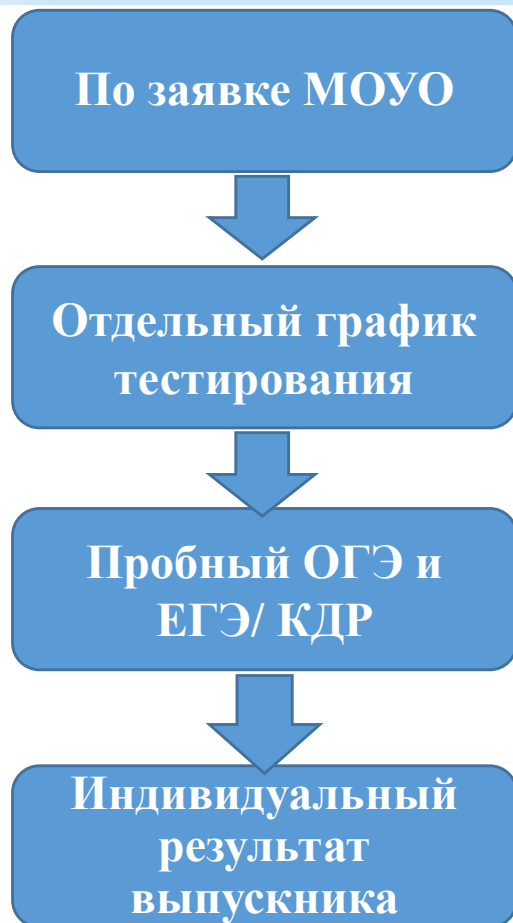 По заявке МОУО
Отдельный график
тестирования
Пробный ОГЭ и
ЕГЭ/ КДР
Индивидуальный
результат
выпускника